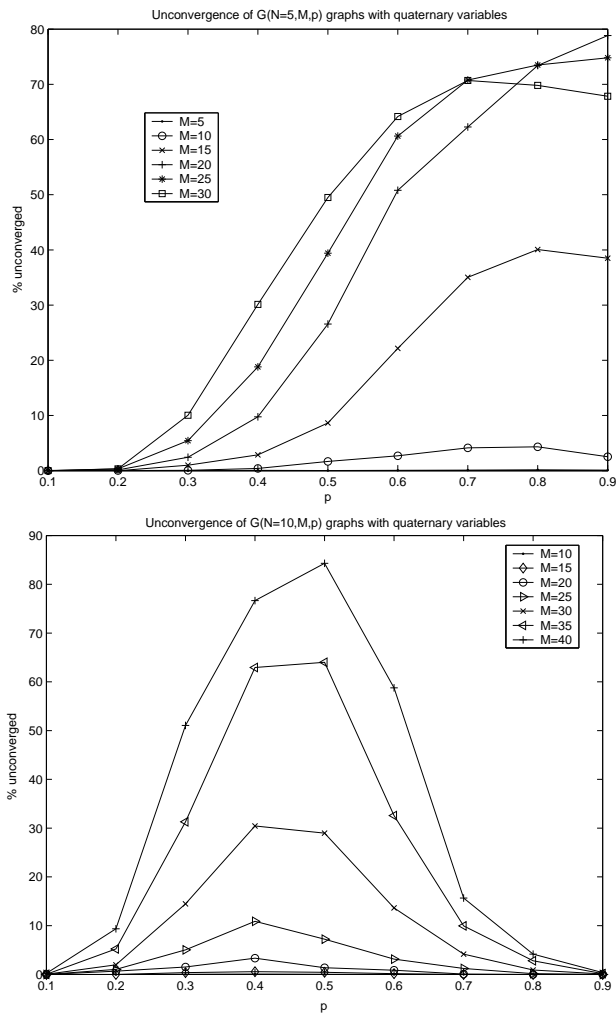 Unconvergence of G(N=5,M,p) graphs with quaternary variables
80
70
60
50
40
30
20
10
0
% unconverged
M=5
M=10
M=15
M=20
M=25
M=30
0.1 0.2 0.3 0.4 0.5 0.6 0.7 0.8 0.9
p
Unconvergence of G(N=10,M,p) graphs with quaternary variables
90
80
70
60
50
40
30
20
10
0
% unconverged
M=10
M=15
M=20
M=25
M=30
M=35
M=40
0.1 0.2 0.3 0.4 0.5 0.6 0.7 0.8 0.9
p